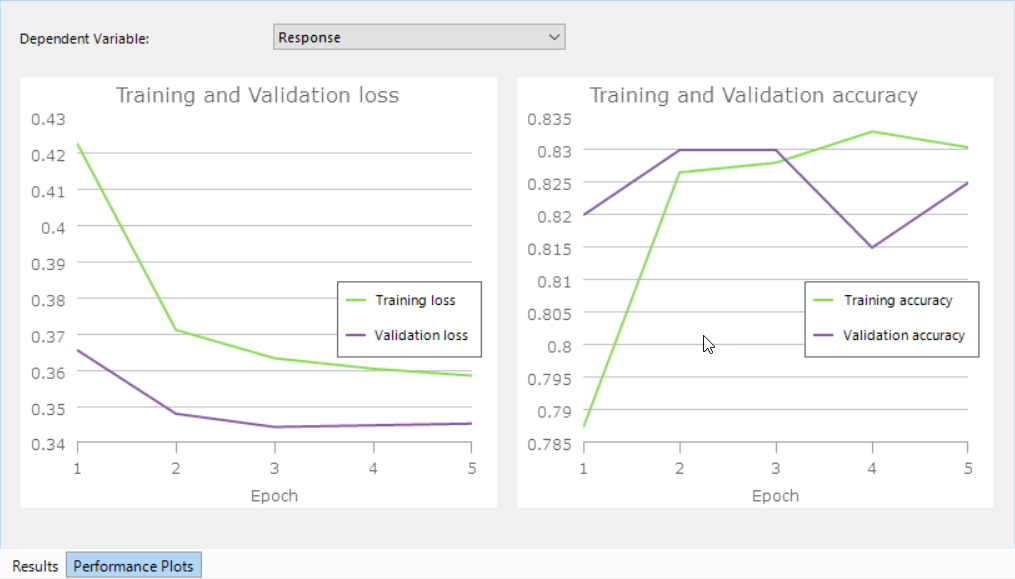 Dependent Variable:
Response
Training and Validation loss
0.43
0.42
0.41
0.4
0.39
0.38
0.37
0.36
0.35
0.34
1 2 3 4 5
Epoch
Training loss
Validation loss
Training and Validation accuracy
0.835
0.83
0.825
0.82
0.815
0.81
0.805
0.8
0.795
0.79
0.785
1 2 3 4 5
Epoch
Training accuracy
Validation accuracy
Results
Performance Plots